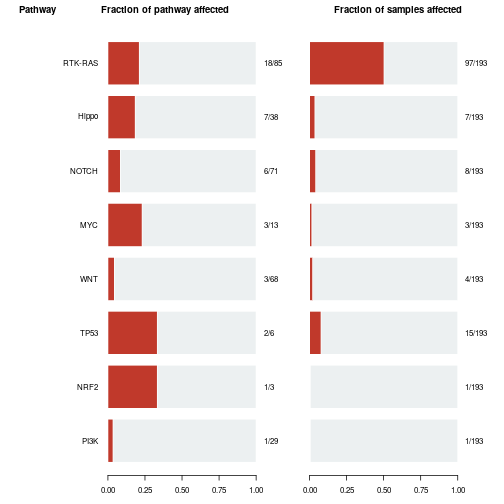 Pathway Fraction of pathway affected Fraction of samples affected
RTK-RAS 18/85 97/193
Hippo 7/38 7/193
NOTCH 6/71 8/193
MYC 3/13 3/193
WNT 3/68 4/193
TP53 2/6 15/193
NRF2 1/3 1/193
PI3K 1/29 1/193
0.00 0.25 0.50 0.75 1.00 0.00 0.25 0.50 0.75 1.00